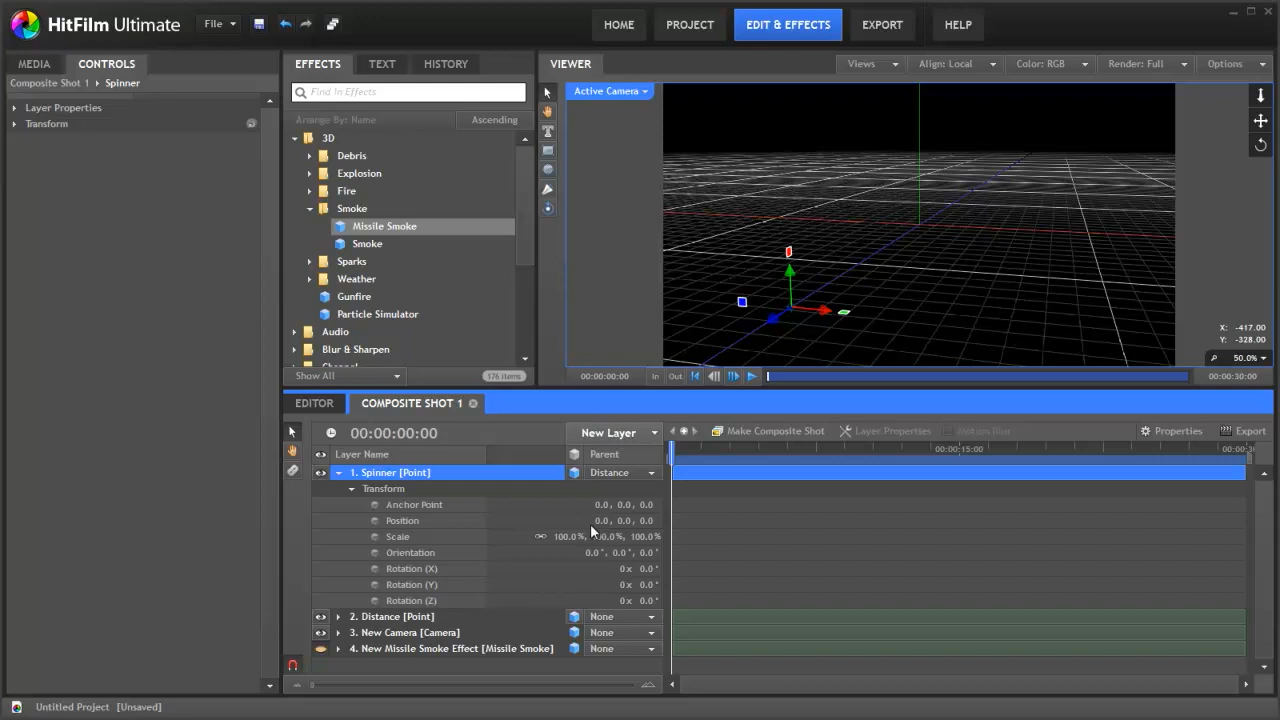 HitFilm Ultimate
File
HOME
PROJECT
EDIT & EFFECTS
EXPORT
HELP
MEDIA
CONTROLS
Composite Shot 1 ▸ Spinner
Layer Properties
Transform
EFFECTS
TEXT
HISTORY
Find In Effects
Arrange By: Name
Ascending
3D
Debris
Explosion
Fire
Smoke
Missile Smoke
Smoke
Sparks
Weather
Gunfire
Particle Simulator
Audio
Blur & Sharpen
Show All
176 items
VIEWER
Views
Align: Local
Color: RGB
Render: Full
Options
Active Camera
X: -417.00
Y: -328.00
50.0%
00:00:00:00
In
Out
00:00:30:00
EDITOR
COMPOSITE SHOT 1
00:00:00:00
New Layer
Make Composite Shot
Layer Properties
Motion Blur
Properties
Export
Layer Name
Parent
00:00:15:00
1. Spinner [Point]
Distance
Transform
Anchor Point
0.0, 0.0, 0.0
Position
0.0, 0.0, 0.0
Scale
100.0%, 100.0%
Orientation
0.0°, 0.0°, 0.0°
Rotation (X)
0x 0.0°
Rotation (Y)
0x 0.0°
Rotation (Z)
0x 0.0°
2. Distance [Point]
None
3. New Camera [Camera]
None
4. New Missile Smoke Effect [Missile Smoke]
None
Untitled Project [Unsaved]